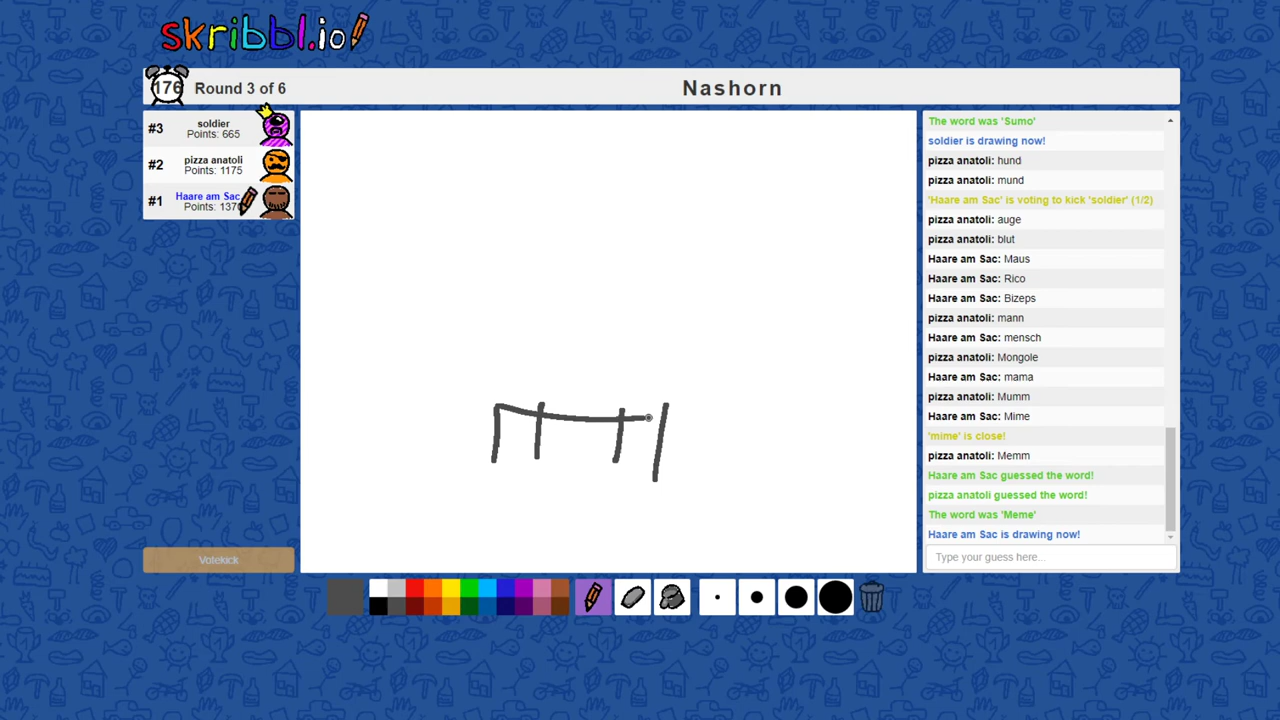 skribbl.io
176
Round 3 of 6
Nashorn
#3
soldier
Points: 665
#2
pizza anatoli
Points: 1175
#1
Haare am Sac
Points: 1370
Votekick
The word was 'Sumo'
soldier is drawing now!
pizza anatoli: hund
pizza anatoli: mund
'Haare am Sac' is voting to kick 'soldier' (1/2)
pizza anatoli: auge
pizza anatoli: blut
Haare am Sac: Maus
Haare am Sac: Rico
Haare am Sac: Bizeps
pizza anatoli: mann
Haare am Sac: mensch
pizza anatoli: Mongole
Haare am Sac: mama
pizza anatoli: Mumm
Haare am Sac: Mime
'mime' is close!
pizza anatoli: Memm
Haare am Sac guessed the word!
pizza anatoli guessed the word!
The word was 'Meme'
Haare am Sac is drawing now!
Type your guess here...